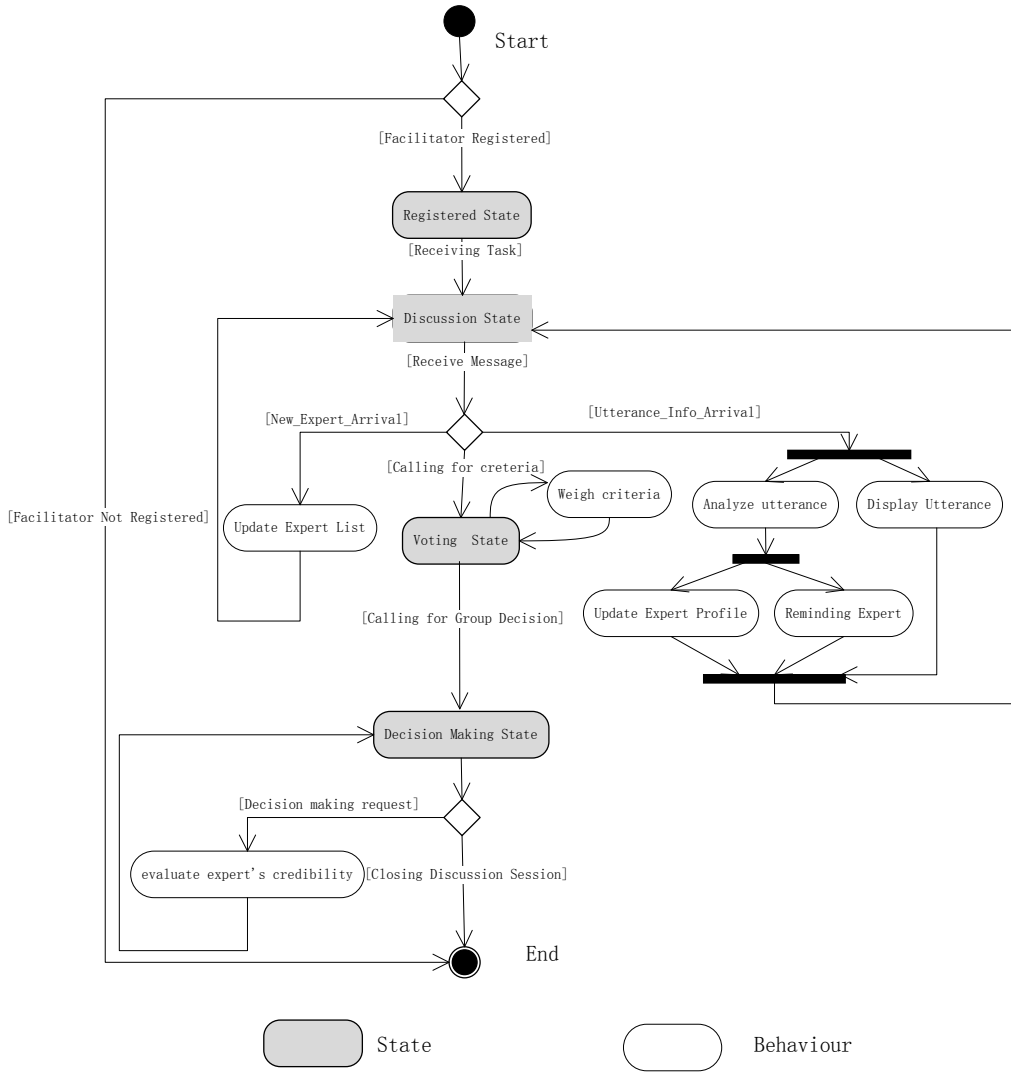 Start
[Facilitator Registered]
Registered State
[Receiving Task]
Discussion State
[Receive Message]
[New_Expert_Arrival]
[Utterance_Info_Arrival]
[Calling for creteria]
Weigh criteria
Analyze utterance
Display Utterance
[Facilitator Not Registered]
Update Expert List
Voting State
Update Expert Profile
Reminding Expert
[Calling for Group Decision]
Decision Making State
[Decision making request]
evaluate expert's credibility
[Closing Discussion Session]
End
State
Behaviour